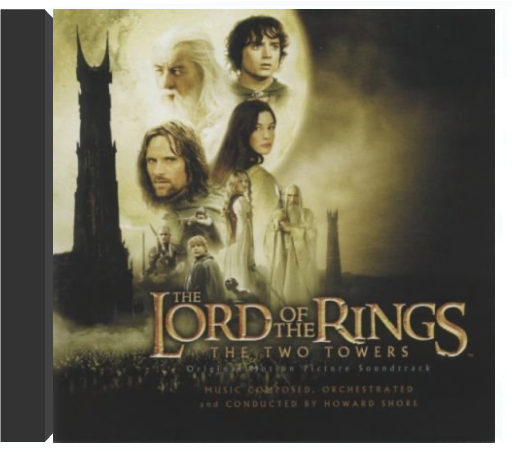 THE
LORD OF THE RINGS™
THE TWO TOWERS
Original Motion Picture Soundtrack
MUSIC COMPOSED, ORCHESTRATED
and CONDUCTED BY HOWARD SHORE